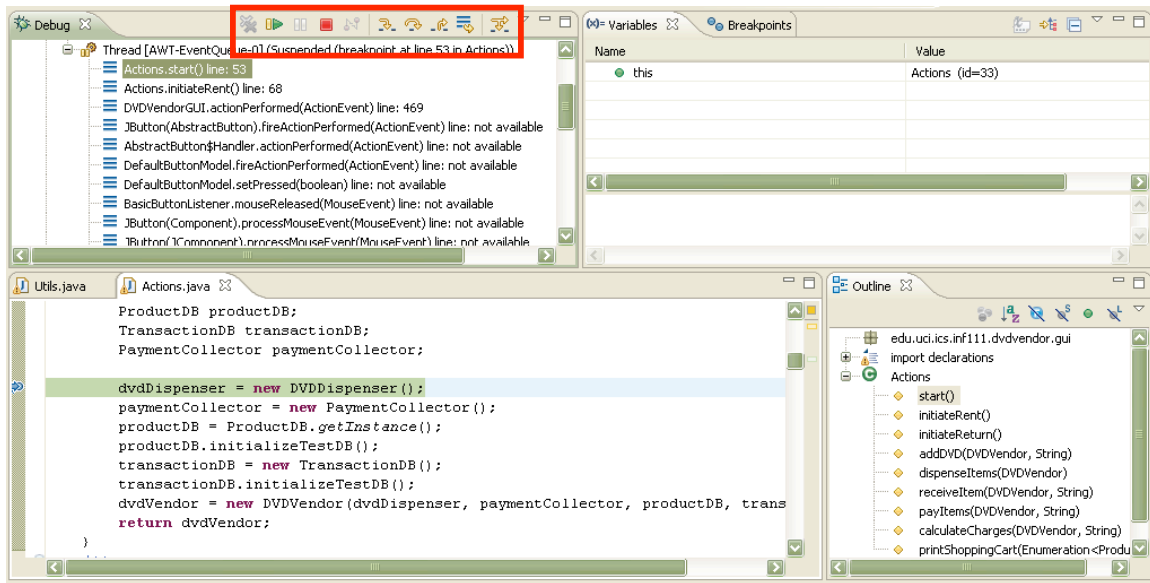 Debug
Thread [AWT-EventQueue-0] (Suspended (breakpoint at line 53 in Actions))
Actions.start() line: 53
Actions.initiateRent() line: 68
DVDVendorGUI.actionPerformed(ActionEvent) line: 469
JButton(AbstractButton).fireActionPerformed(ActionEvent) line: not available
AbstractButton$Handler.actionPerformed(ActionEvent) line: not available
DefaultButtonModel.fireActionPerformed(ActionEvent) line: not available
DefaultButtonModel.setPressed(boolean) line: not available
BasicButtonListener.mouseReleased(MouseEvent) line: not available
JButton(Component).processMouseEvent(MouseEvent) line: not available
JButton(JComponent).processMouseEvent(MouseEvent) line: not available
(x)= Variables Breakpoints
Name Value
this Actions (id=33)
Utils.java Actions.java
ProductDB productDB;
TransactionDB transactionDB;
PaymentCollector paymentCollector;
dvdDispenser = new DVDDispenser();
paymentCollector = new PaymentCollector();
productDB = ProductDB.getInstance();
productDB.initializeTestDB();
transactionDB = new TransactionDB();
transactionDB.initializeTestDB();
dvdVendor = new DVDVendor(dvdDispenser, paymentCollector, productDB, trans
return dvdVendor;
}
Outline
edu.uci.ics.inf111.dvdvendor.gui
import declarations
Actions
start()
initiateRent()
initiateReturn()
addDVD(DVDVendor, String)
dispenseItems(DVDVendor)
receiveItem(DVDVendor, String)
payItems(DVDVendor, String)
calculateCharges(DVDVendor, String)
printShoppingCart(Enumeration<Produ